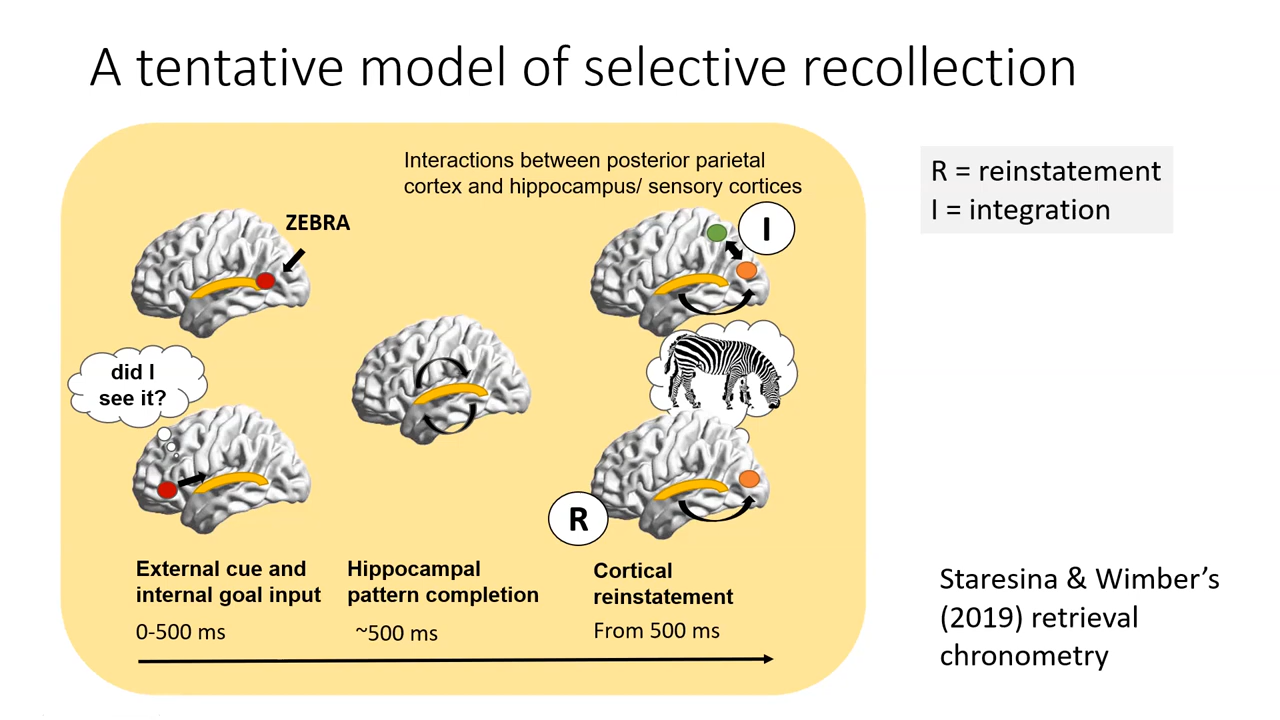 A tentative model of selective recollection
Interactions between posterior parietal
cortex and hippocampus/ sensory cortices
R = reinstatement
I = integration
ZEBRA
I
did I
see it?
R
External cue and
internal goal input
0-500 ms
Hippocampal
pattern completion
~500 ms
Cortical
reinstatement
From 500 ms
Staresina & Wimber’s
(2019) retrieval
chronometry